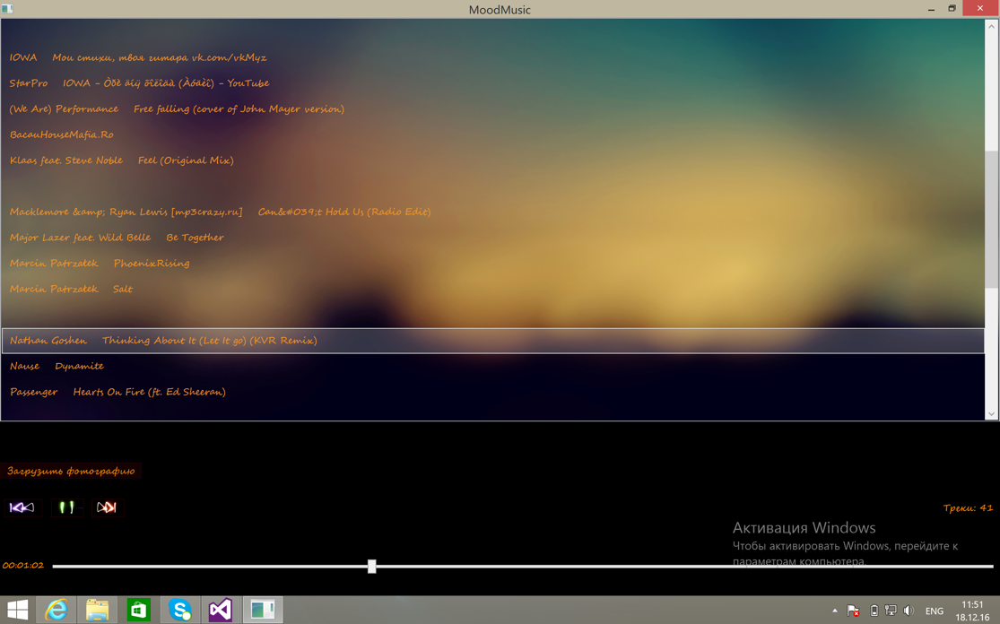 MoodMusic
IOWA Мои стихи, твоя гитара vk.com/vkMyz
StarPro IOWA - Òðè äíÿ õîëîäà (Àóäèî) - YouTube
(We Are) Performance Free falling (cover of John Mayer version)
BacauHouseMafia.Ro
Klaas feat. Steve Noble Feel (Original Mix)
Macklemore &amp; Ryan Lewis [mp3crazy.ru] Can&#039;t Hold Us (Radio Edit)
Major Lazer feat. Wild Belle Be Together
Marcin Patrzałek PhoenixRising
Marcin Patrzałek Salt
Nathan Goshen Thinking About It (Let It go) (KVR Remix)
Nause Dynamite
Passenger Hearts On Fire (ft. Ed Sheeran)
Загрузить фотографию
Треки: 41
Активация Windows
Чтобы активировать Windows, перейдите к
параметрам компьютера.
00:01:02
ENG
11:51
18.12.16